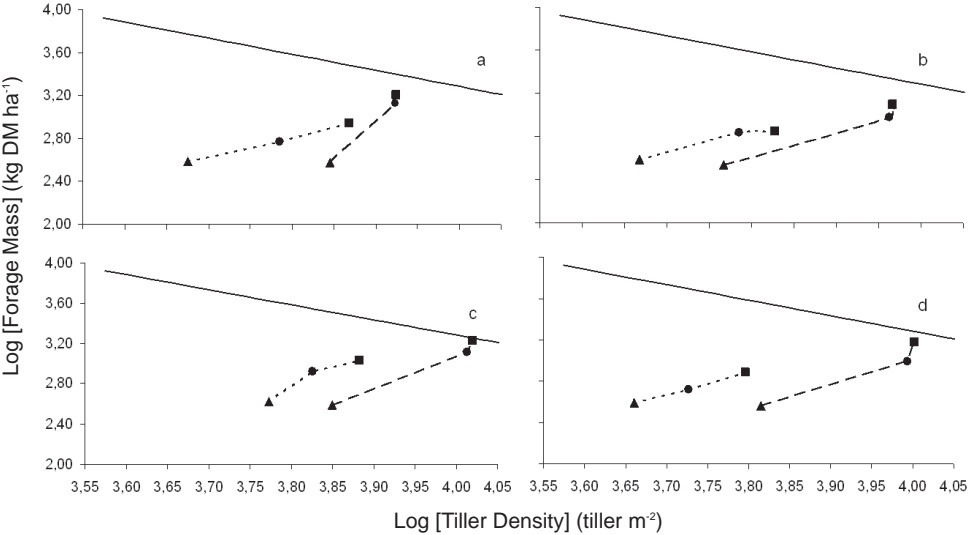 Log [Forage Mass] (kg DM ha-1)
4,00
3,60
3,20
2,80
2,40
2,00
a
b
4,00
3,60
3,20
2,80
2,40
2,00
c
d
3,55 3,60 3,65 3,70 3,75 3,80 3,85 3,90 3,95 4,00 4,05
3,55 3,60 3,65 3,70 3,75 3,80 3,85 3,90 3,95 4,00 4,05
Log [Tiller Density] (tiller m-2)